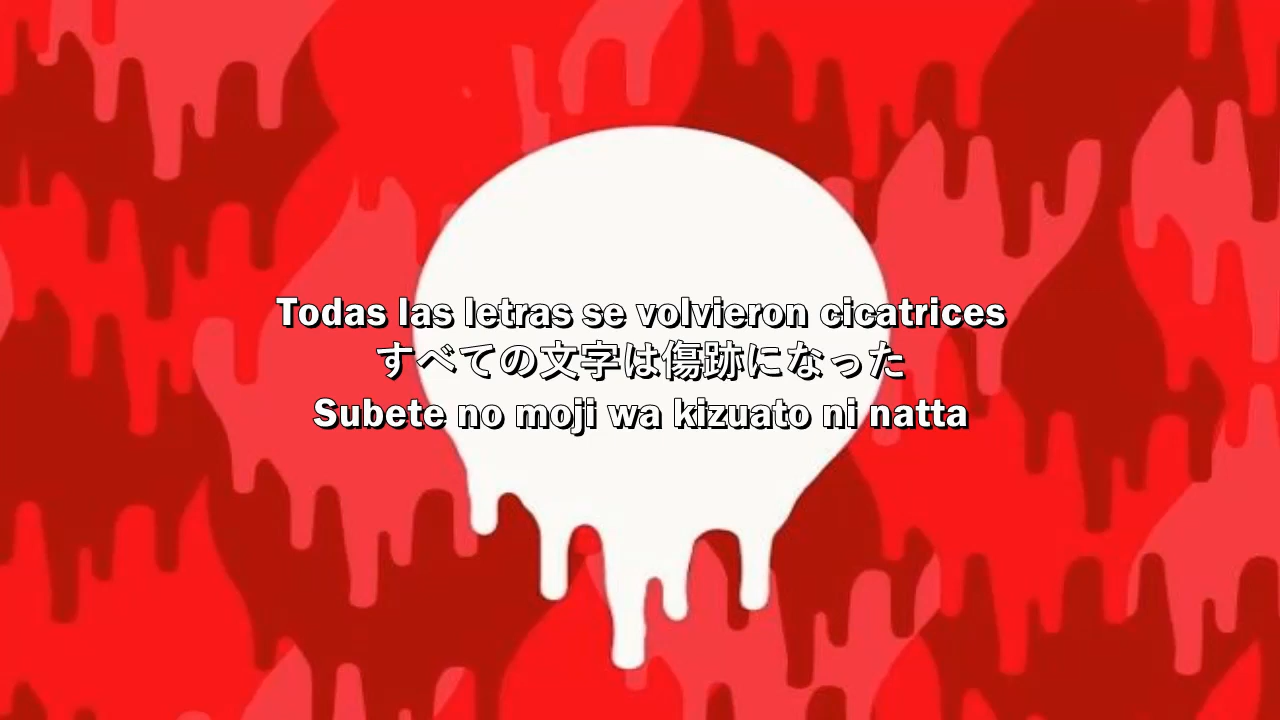 Todas las letras se volvieron cicatrices
すべての文字は傷跡になった
Subete no moji wa kizuato ni natta